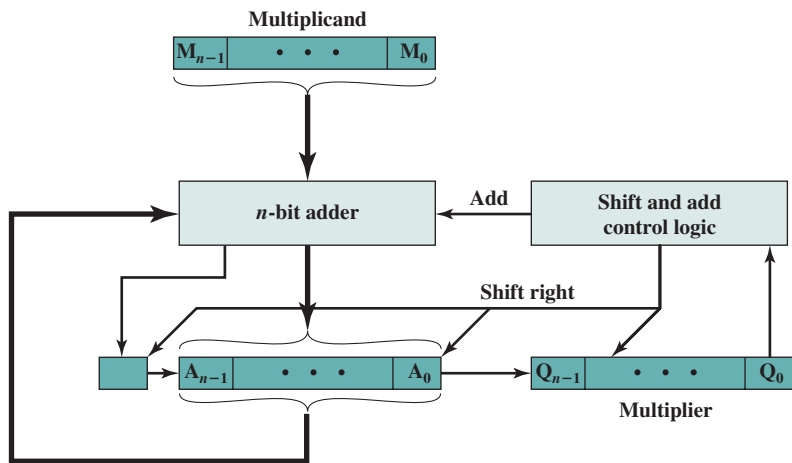 Multiplicand
Mn−1 • • • M0
n-bit adder
Add
Shift and add
control logic
Shift right
An−1 • • • A0
Qn−1 • • • Q0
Multiplier